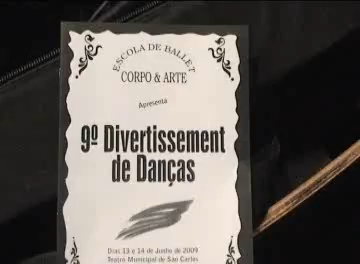 ESCOLA DE BALLET
CORPO & ARTE
Apresenta
9º Divertissement
de Danças
Dias 13 e 14 de Junho de 2009
Teatro Municipal de São Carlos